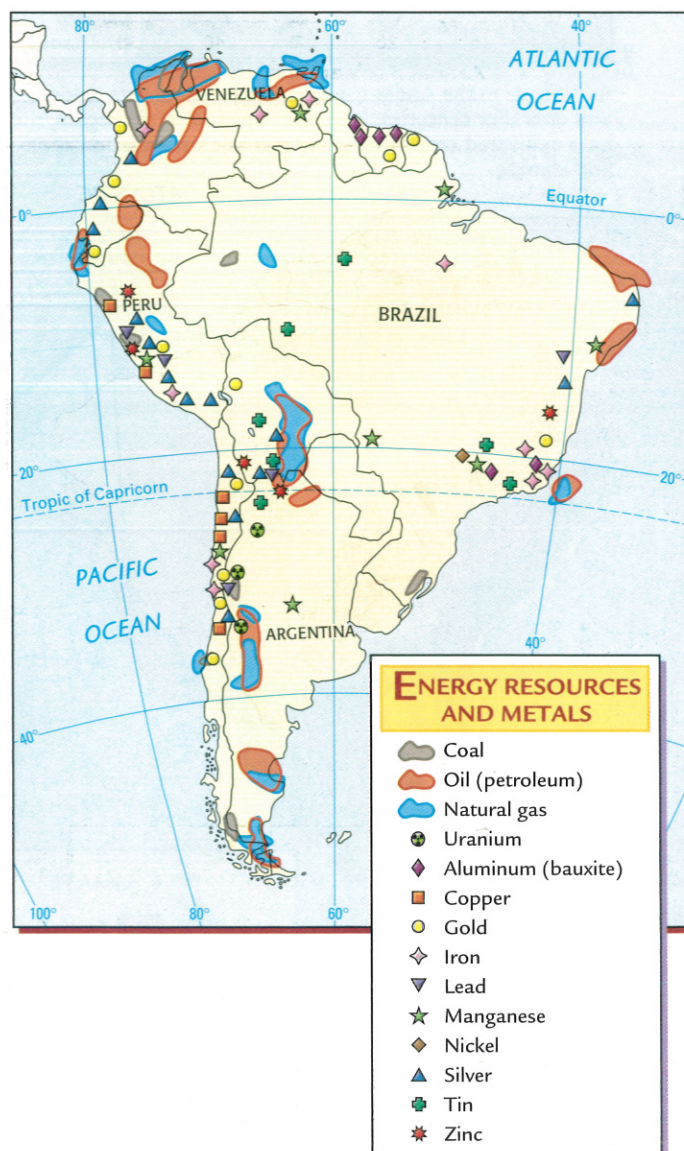 80°
60°
40°
ATLANTIC
OCEAN
VENEZUELA
Equator
0°
0°
PERU
BRAZIL
20°
20°
Tropic of Capricorn
PACIFIC
OCEAN
ARGENTINA
40°
40°
100°
80°
60°
ENERGY RESOURCES
AND METALS
Coal
Oil (petroleum)
Natural gas
Uranium
Aluminum (bauxite)
Copper
Gold
Iron
Lead
Manganese
Nickel
Silver
Tin
Zinc